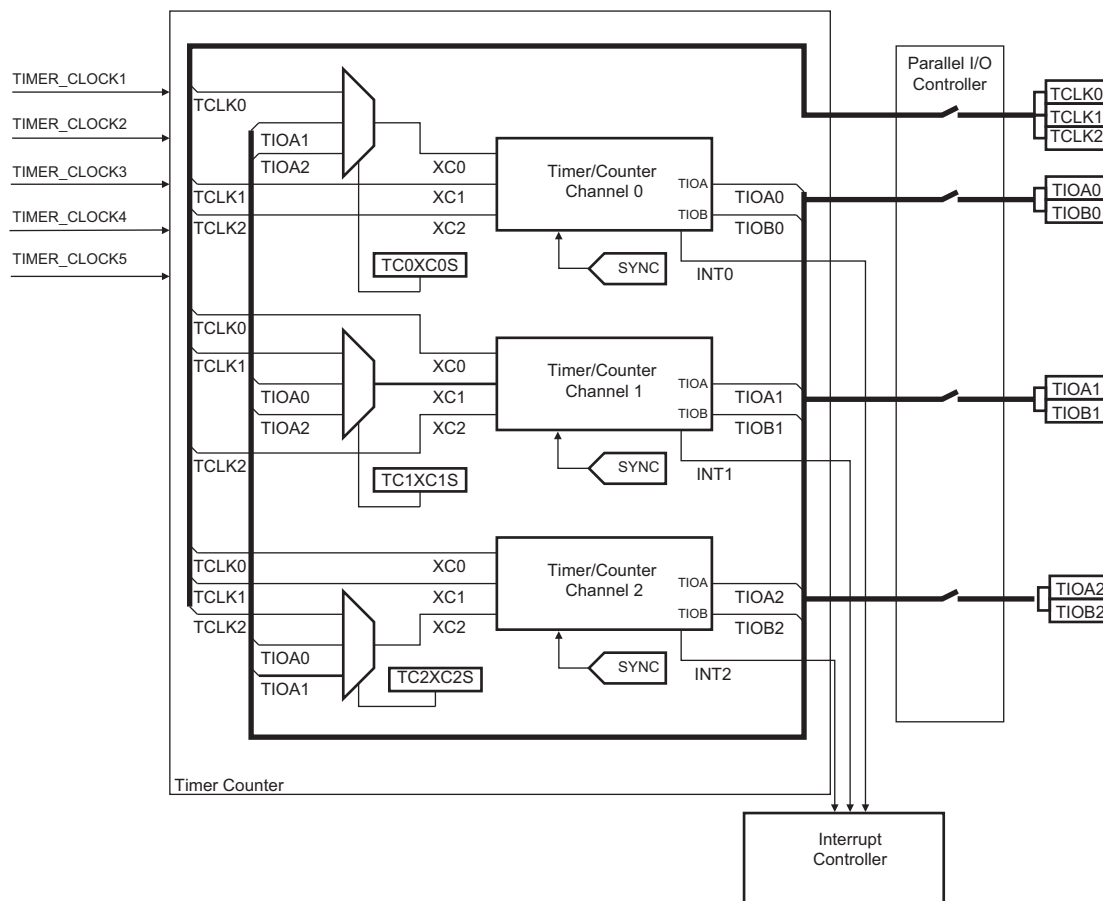 TIMER_CLOCK1
TIMER_CLOCK2
TIMER_CLOCK3
TIMER_CLOCK4
TIMER_CLOCK5
TCLK0
TIOA1
TIOA2
TCLK1
TCLK2
XC0
XC1
XC2
TC0XC0S
Timer/Counter
Channel 0
TIOA
TIOB
TIOA0
TIOB0
SYNC
INT0
TCLK0
TCLK1
TIOA0
TIOA2
TCLK2
XC0
XC1
XC2
TC1XC1S
Timer/Counter
Channel 1
TIOA
TIOB
TIOA1
TIOB1
SYNC
INT1
TCLK0
TCLK1
TCLK2
TIOA0
TIOA1
XC0
XC1
XC2
TC2XC2S
Timer/Counter
Channel 2
TIOA
TIOB
TIOA2
TIOB2
SYNC
INT2
Timer Counter
Parallel I/O
Controller
TCLK0
TCLK1
TCLK2
TIOA0
TIOB0
TIOA1
TIOB1
TIOA2
TIOB2
Interrupt
Controller